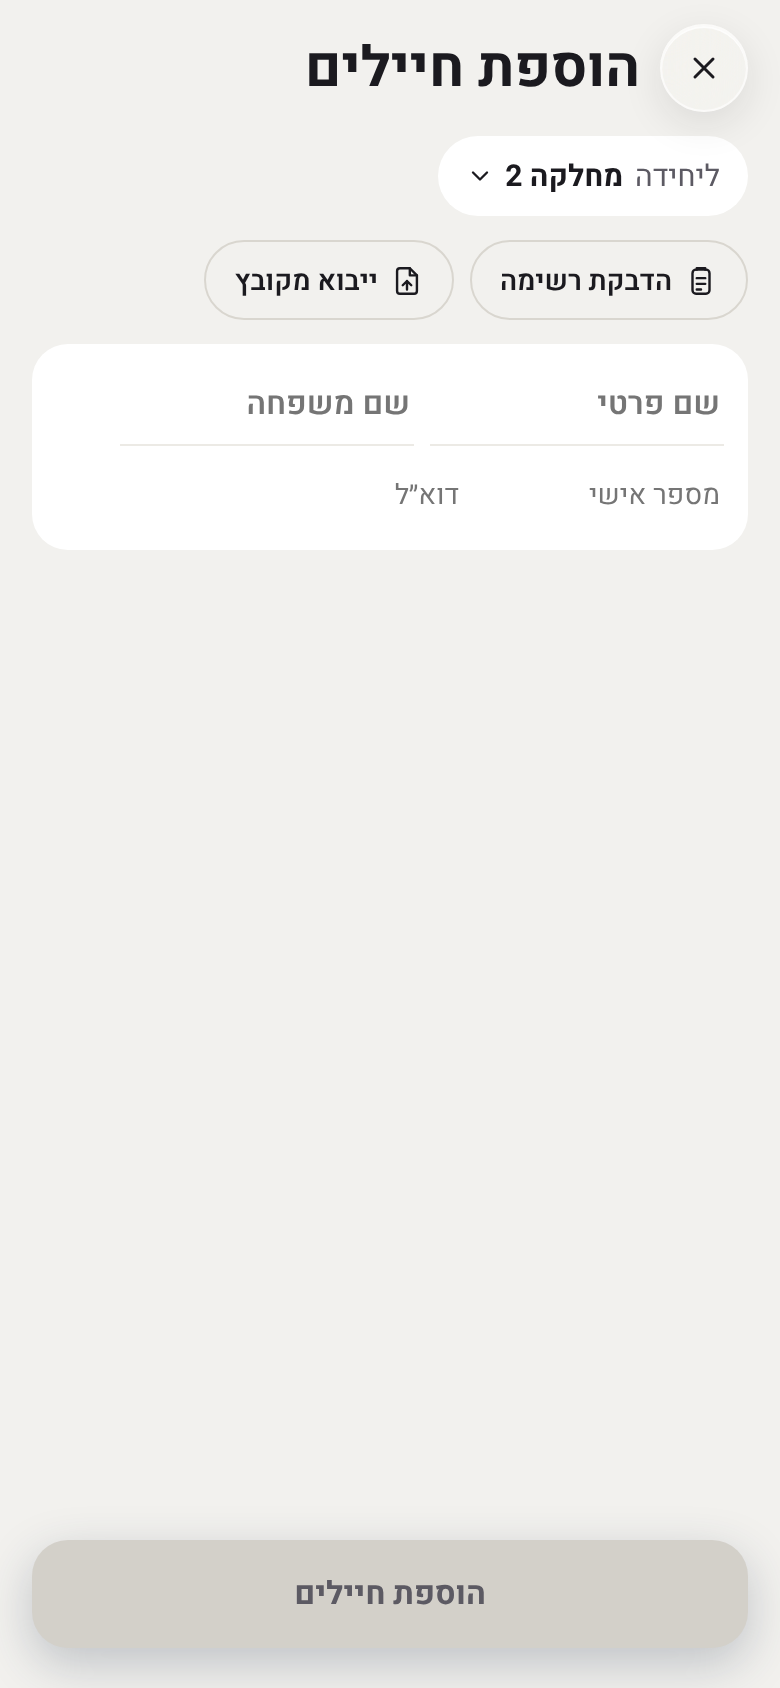 הוספת חיילים
ליחידה מחלקה 2
הדבקת רשימה
ייבוא מקובץ
שם פרטי
שם משפחה
מספר אישי
דוא״ל
הוספת חיילים